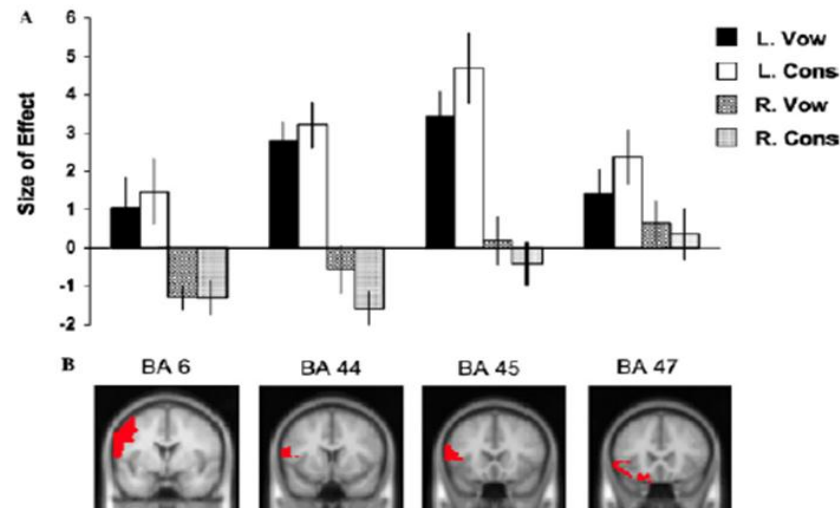 A
6
5
4
3
2
1
0
-1
-2
Size of Effect
L. Vow
L. Cons
R. Vow
R. Cons
B
BA 6
BA 44
BA 45
BA 47